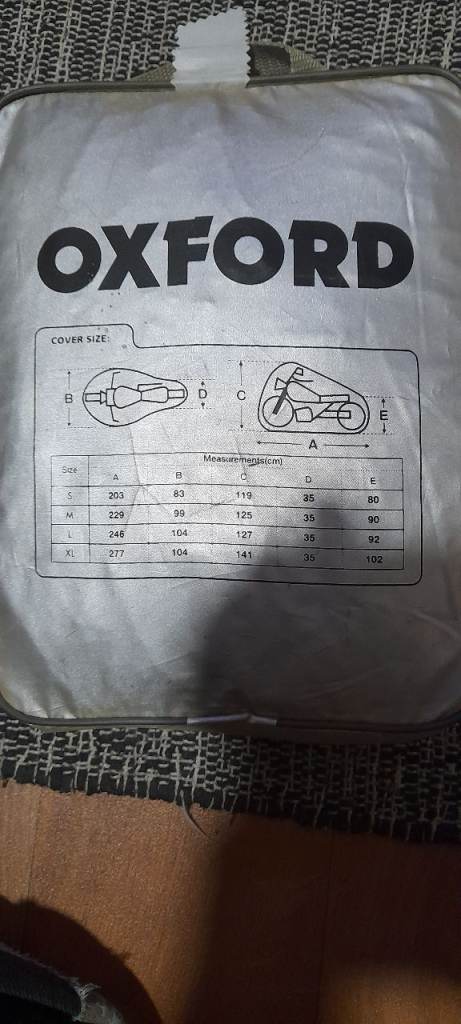 OXFORD
COVER SIZE:
B
D
C
E
A
Size Measurements(cm)
A B C D E
S 203 83 119 35 80
M 229 99 125 35 90
L 246 104 127 35 92
XL 277 104 141 35 102